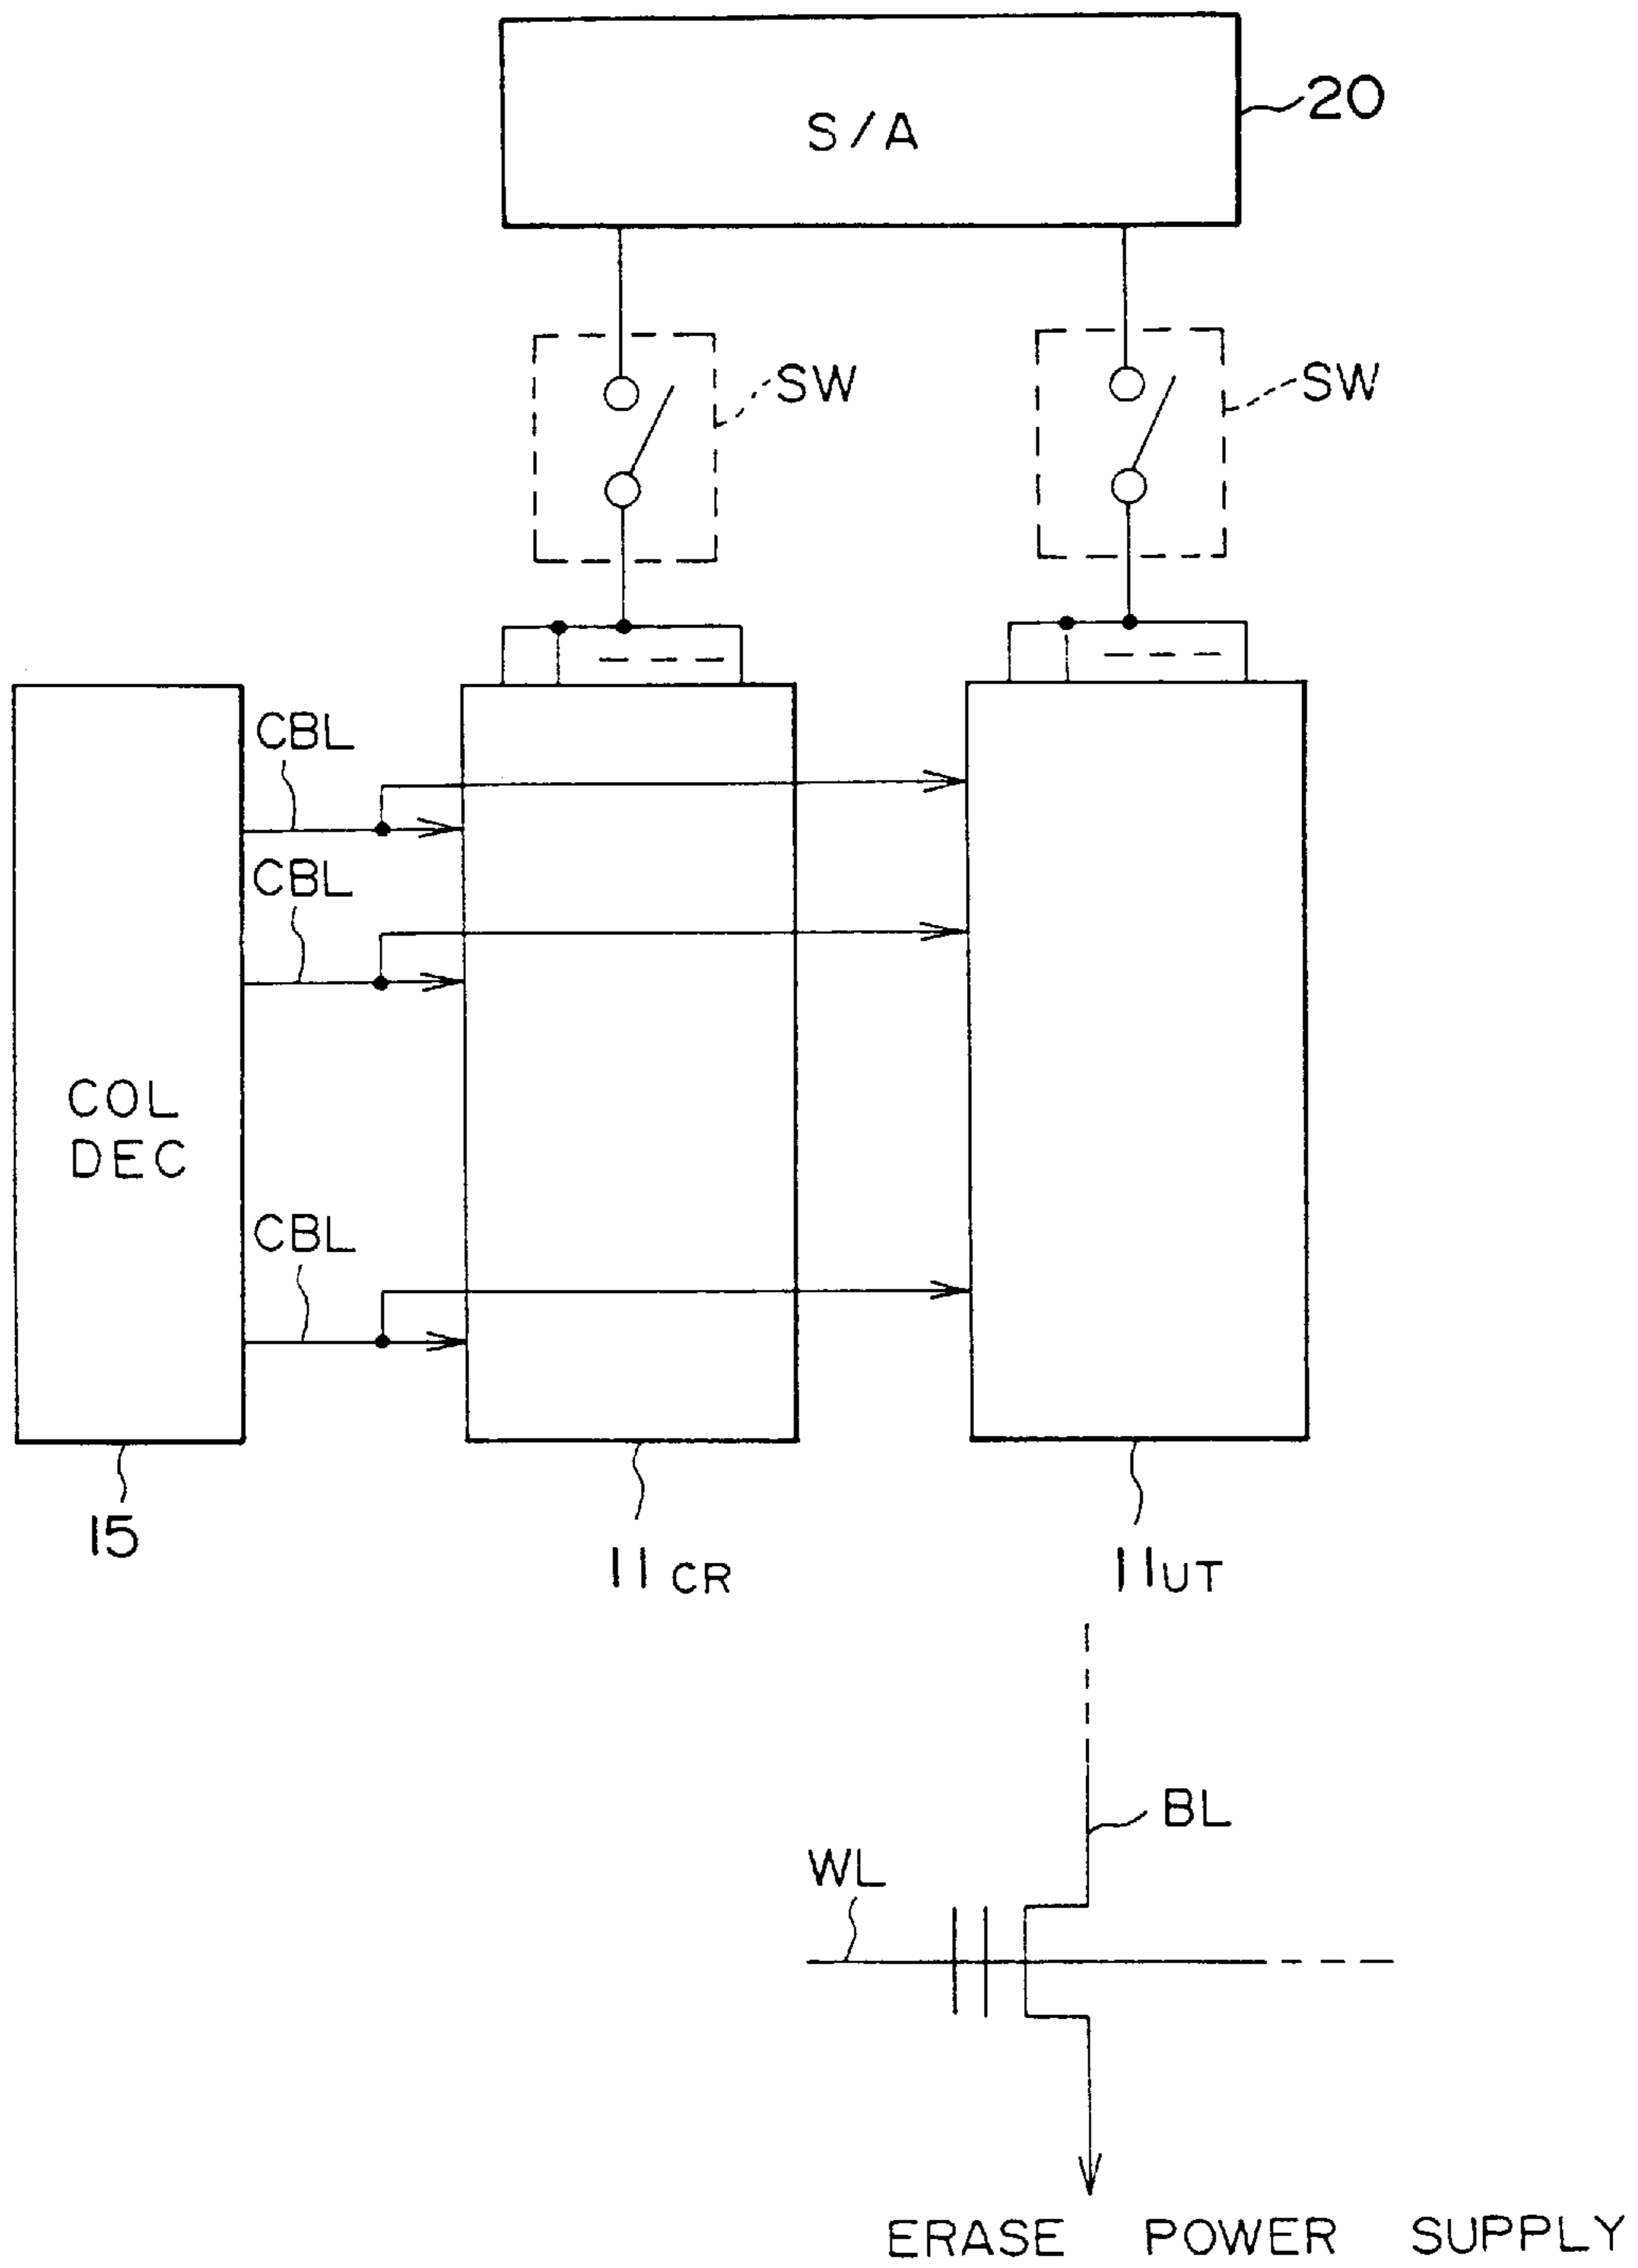 S/A
20
SW
SW
CBL
CBL
COL
DEC
CBL
15
11CR
11UT
BL
WL
ERASE POWER SUPPLY